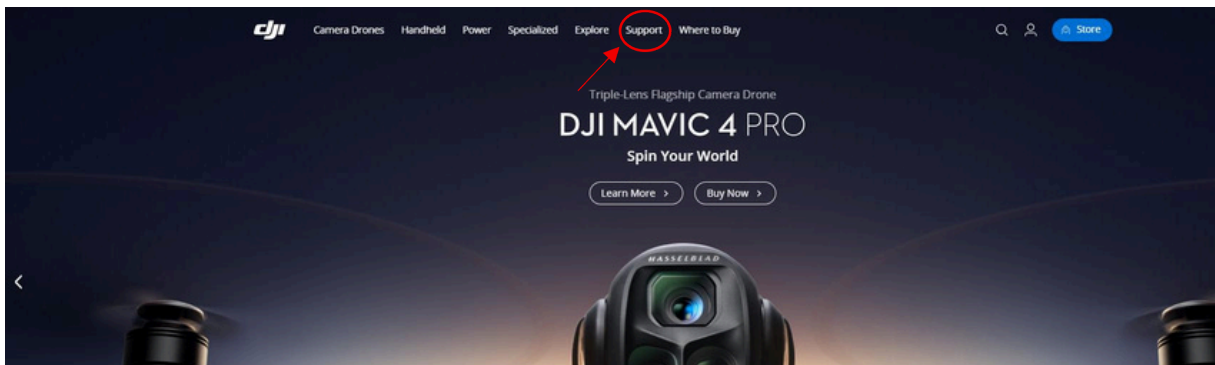 dji Camera Drones Handheld Power Specialized Explore Support Where to Buy Store
Triple-Lens Flagship Camera Drone
DJI MAVIC 4 PRO
Spin Your World
Learn More > Buy Now >
HASSELBLAD